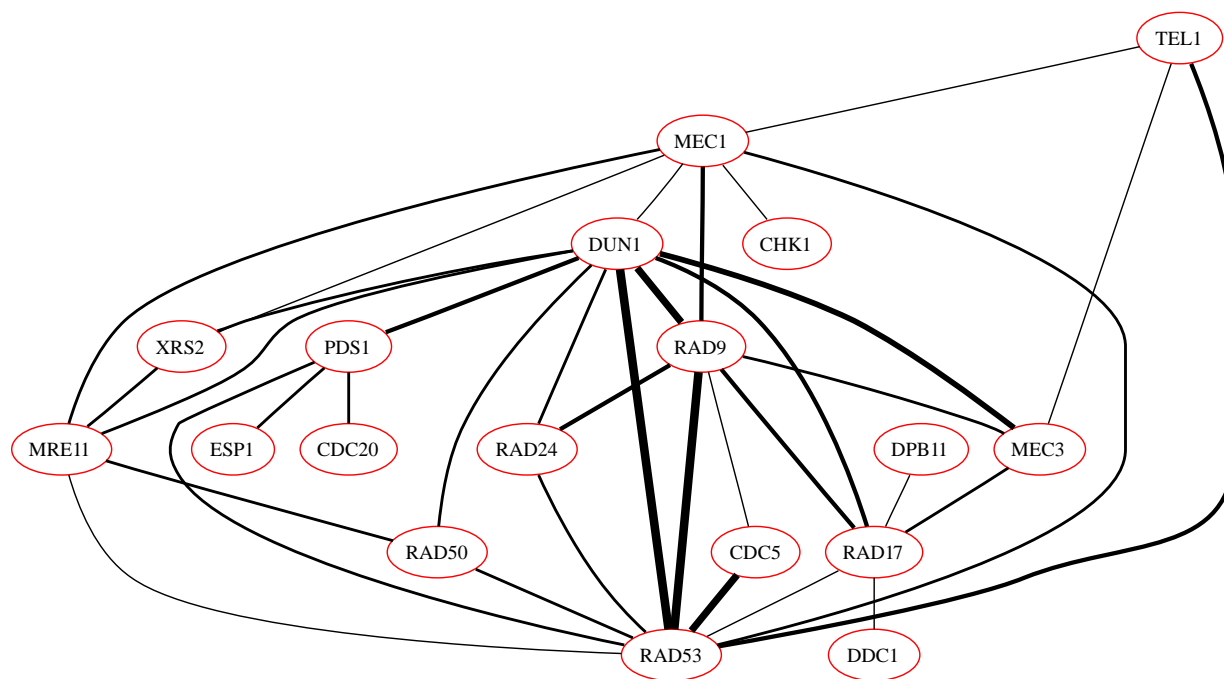 TEL1
MEC1
DUN1
CHK1
XRS2
PDS1
RAD9
MRE11
ESP1
CDC20
RAD24
DPB11
MEC3
RAD50
CDC5
RAD17
RAD53
DDC1